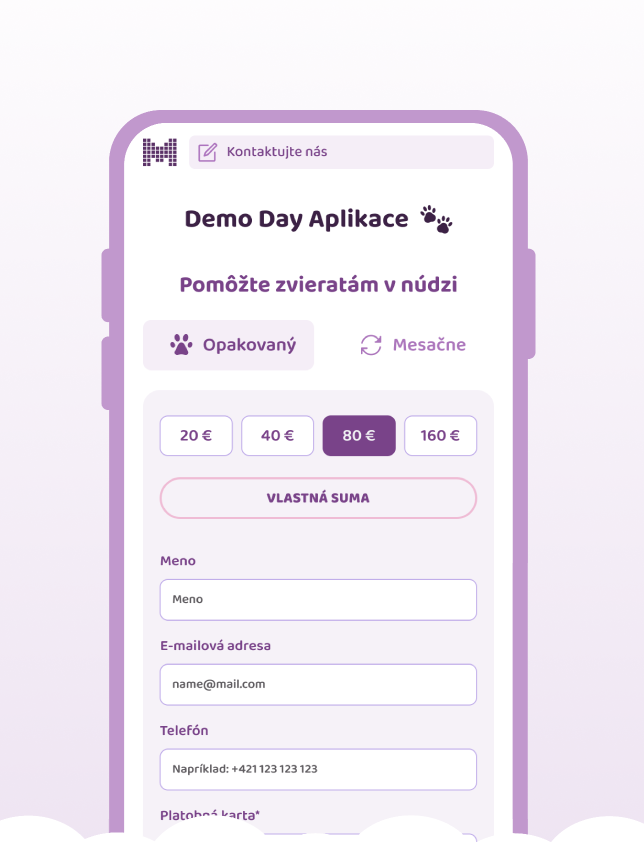 Kontaktujte nás
Demo Day Aplikace
Pomôžte zvieratám v núdzi
Opakovaný
Mesačne
20 €
40 €
80 €
160 €
VLASTNÁ SUMA
Meno
Meno
E-mailová adresa
name@mail.com
Telefón
Napríklad: +421 123 123 123
Platobná karta*